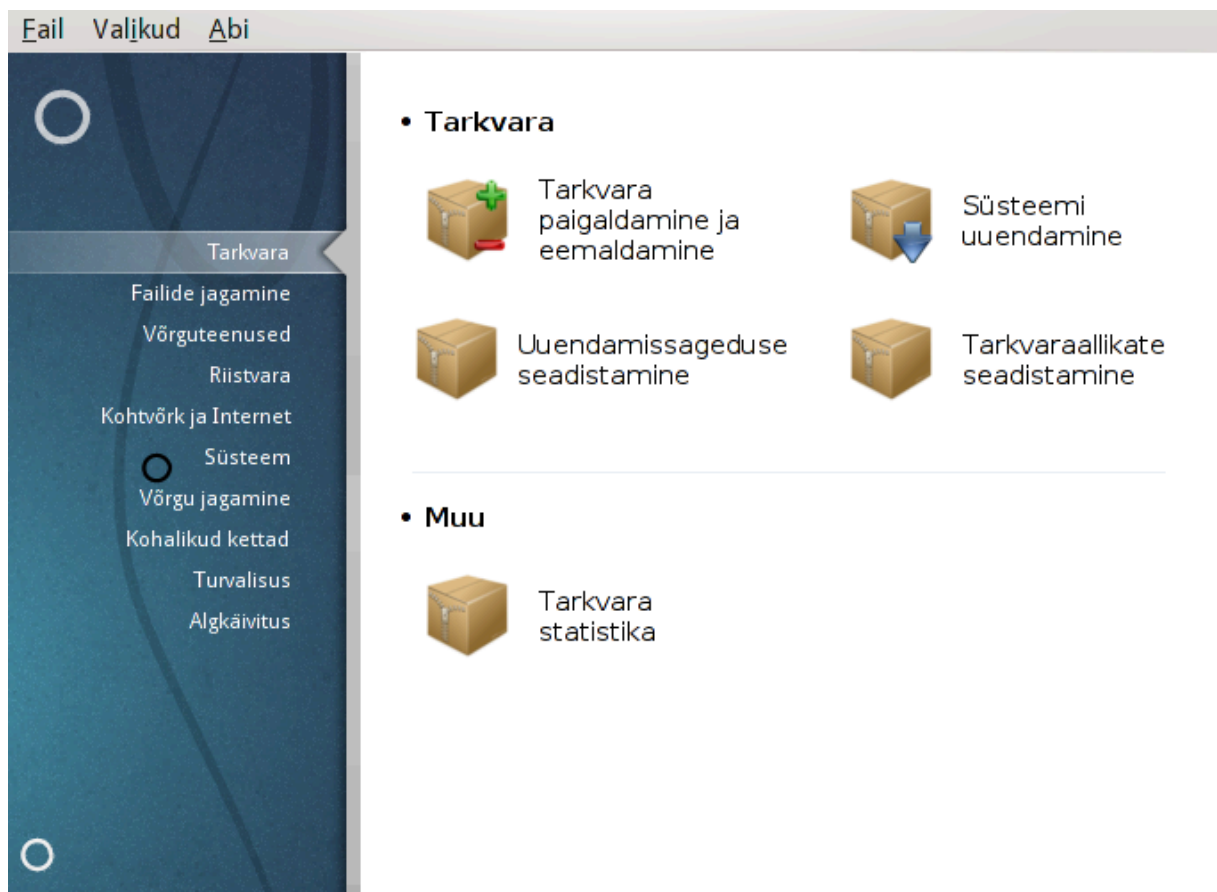 Fail Valikud Abi
Tarkvara
Failide jagamine
Võrguteenused
Riistvara
Kohtvõrk ja Internet
Süsteem
Võrgu jagamine
Kohalikud kettad
Turvalisus
Algkäivitus
• Tarkvara
Tarkvara
paigaldamine ja
eemaldamine
Süsteemi
uuendamine
Uuendamissageduse
seadistamine
Tarkvaraallikate
seadistamine
• Muu
Tarkvara
statistika